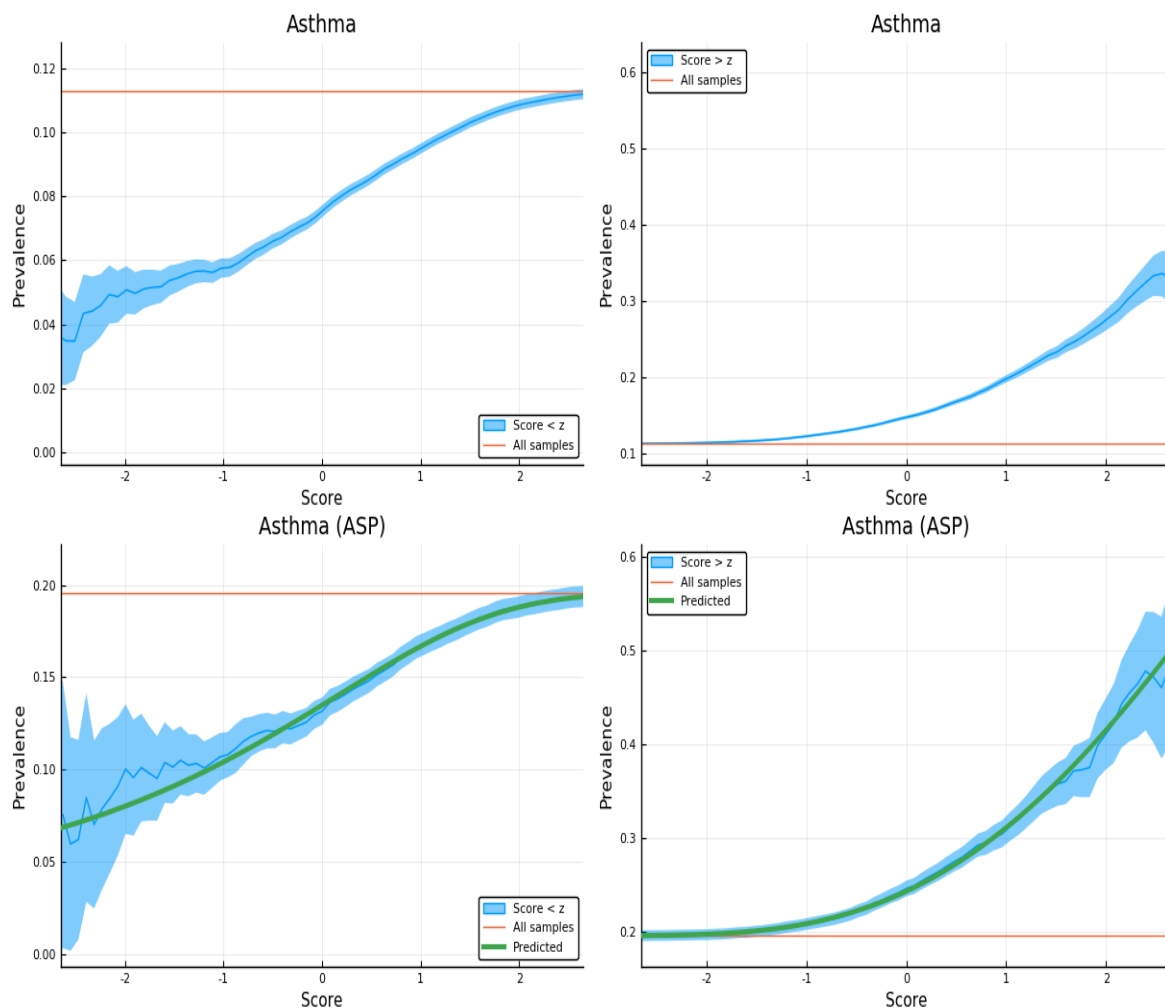 Asthma
Prevalence
0.12
0.10
0.08
0.06
0.04
0.02
0.00
Score < z
All samples
-2 -1 0 1 2
Score
Asthma
Prevalence
0.6
0.5
0.4
0.3
0.2
0.1
Score > z
All samples
-2 -1 0 1 2
Score
Asthma (ASP)
Prevalence
0.20
0.15
0.10
0.05
0.00
Score < z
All samples
Predicted
-2 -1 0 1 2
Score
Asthma (ASP)
Prevalence
0.6
0.5
0.4
0.3
0.2
Score > z
All samples
Predicted
-2 -1 0 1 2
Score